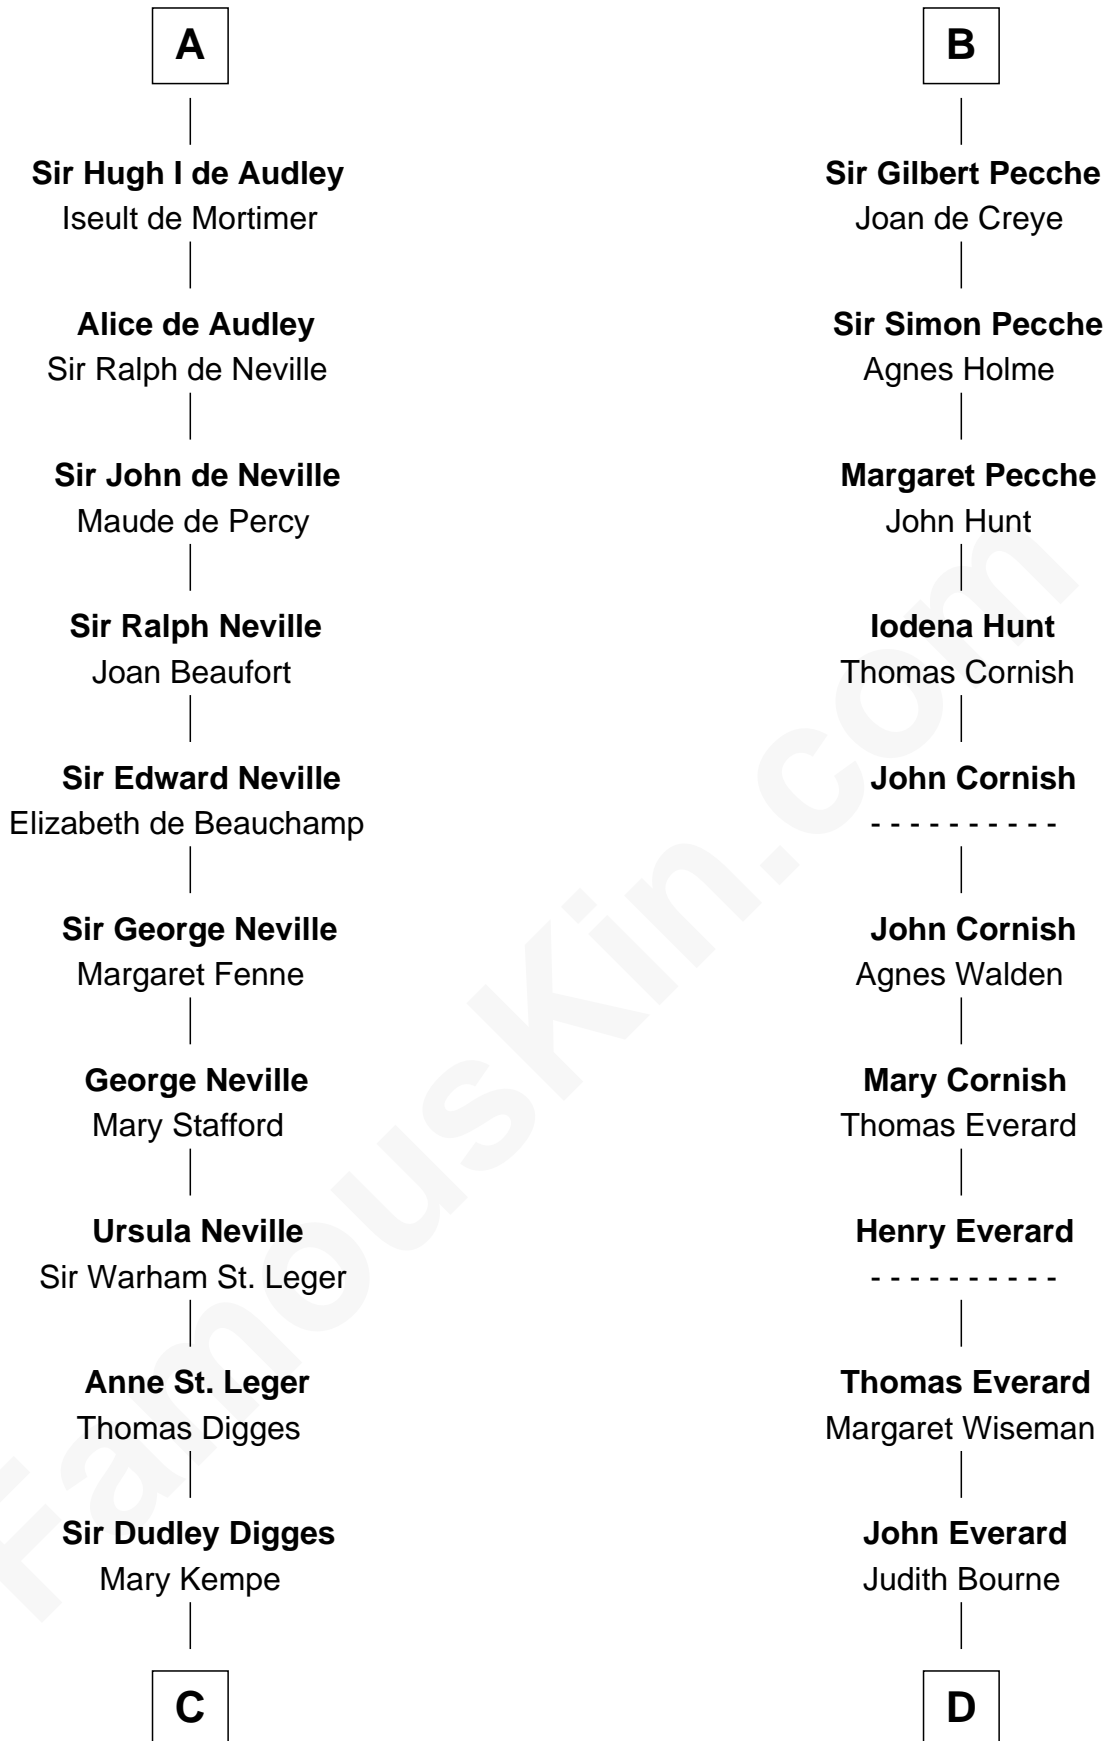 A
Sir Hugh I de Audley
Iseult de Mortimer
Alice de Audley
Sir Ralph de Neville
Sir John de Neville
Maude de Percy
Sir Ralph Neville
Joan Beaufort
Sir Edward Neville
Elizabeth de Beauchamp
Sir George Neville
Margaret Fenne
George Neville
Mary Stafford
Ursula Neville
Sir Warham St. Leger
Anne St. Leger
Thomas Digges
Sir Dudley Digges
Mary Kempe
C
B
Sir Gilbert Pecche
Joan de Creye
Sir Simon Pecche
Agnes Holme
Margaret Pecche
John Hunt
Iodena Hunt
Thomas Cornish
John Cornish
- - - - - - - - - -
John Cornish
Agnes Walden
Mary Cornish
Thomas Everard
Henry Everard
- - - - - - - - - -
Thomas Everard
Margaret Wiseman
John Everard
Judith Bourne
D
FamousKin.com